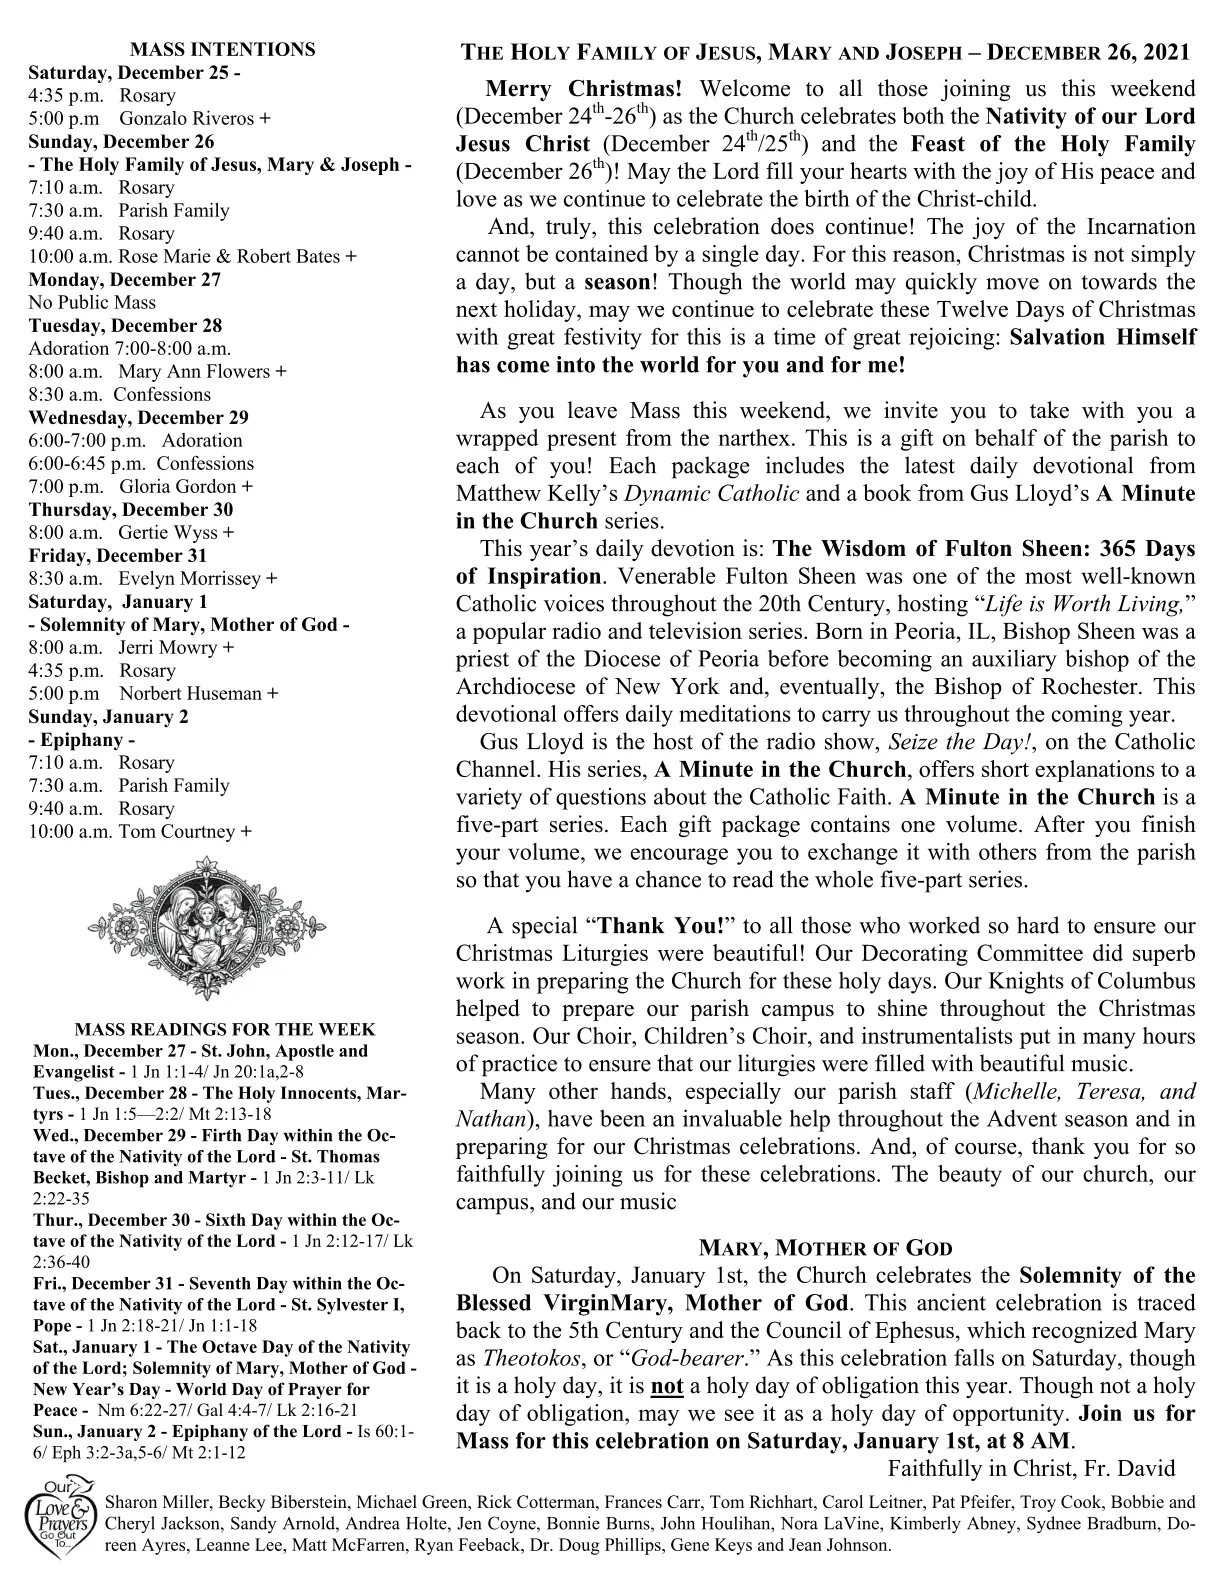 MASS INTENTIONS
Saturday, December 25 -
4:35 p.m. Rosary
5:00 p.m Gonzalo Riveros +
Sunday, December 26
- The Holy Family of Jesus, Mary & Joseph -
7:10 a.m. Rosary
7:30 a.m. Parish Family
9:40 a.m. Rosary
10:00 a.m. Rose Marie & Robert Bates +
Monday, December 27
No Public Mass
Tuesday, December 28
Adoration 7:00-8:00 a.m.
8:00 a.m. Mary Ann Flowers +
8:30 a.m. Confessions
Wednesday, December 29
6:00-7:00 p.m. Adoration
6:00-6:45 p.m. Confessions
7:00 p.m. Gloria Gordon +
Thursday, December 30
8:00 a.m. Gertie Wyss +
Friday, December 31
8:30 a.m. Evelyn Morrissey +
Saturday, January 1
- Solemnity of Mary, Mother of God -
8:00 a.m. Jerri Mowry +
4:35 p.m. Rosary
5:00 p.m Norbert Huseman +
Sunday, January 2
- Epiphany -
7:10 a.m. Rosary
7:30 a.m. Parish Family
9:40 a.m. Rosary
10:00 a.m. Tom Courtney +
MASS READINGS FOR THE WEEK
Mon., December 27 - St. John, Apostle and
Evangelist - 1 Jn 1:1-4/ Jn 20:1a,2-8
Tues., December 28 - The Holy Innocents, Mar-
tyrs - 1 Jn 1:5—2:2/ Mt 2:13-18
Wed., December 29 - Firth Day within the Oc-
tave of the Nativity of the Lord - St. Thomas
Becket, Bishop and Martyr - 1 Jn 2:3-11/ Lk
2:22-35
Thur., December 30 - Sixth Day within the Oc-
tave of the Nativity of the Lord - 1 Jn 2:12-17/ Lk
2:36-40
Fri., December 31 - Seventh Day within the Oc-
tave of the Nativity of the Lord - St. Sylvester I,
Pope - 1 Jn 2:18-21/ Jn 1:1-18
Sat., January 1 - The Octave Day of the Nativity
of the Lord; Solemnity of Mary, Mother of God -
New Year's Day - World Day of Prayer for
Peace - Nm 6:22-27/ Gal 4:4-7/ Lk 2:16-21
Sun., January 2 - Epiphany of the Lord - Is 60:1-
6/ Eph 3:2-3a,5-6/ Mt 2:1-12
THE HOLY FAMILY OF JESUS, MARY AND JOSEPH – DECEMBER 26, 2021
Merry Christmas! Welcome to all those joining us this weekend
(December 24th-26th) as the Church celebrates both the Nativity of our Lord
Jesus Christ (December 24th/25th) and the Feast of the Holy Family
(December 26th)! May the Lord fill your hearts with the joy of His peace and
love as we continue to celebrate the birth of the Christ-child.
And, truly, this celebration does continue! The joy of the Incarnation
cannot be contained by a single day. For this reason, Christmas is not simply
a day, but a season! Though the world may quickly move on towards the
next holiday, may we continue to celebrate these Twelve Days of Christmas
with great festivity for this is a time of great rejoicing: Salvation Himself
has come into the world for you and for me!
As you leave Mass this weekend, we invite you to take with you a
wrapped present from the narthex. This is a gift on behalf of the parish to
each of you! Each package includes the latest daily devotional from
Matthew Kelly's Dynamic Catholic and a book from Gus Lloyd's A Minute
in the Church series.
This year's daily devotion is: The Wisdom of Fulton Sheen: 365 Days
of Inspiration. Venerable Fulton Sheen was one of the most well-known
Catholic voices throughout the 20th Century, hosting “Life is Worth Living,”
a popular radio and television series. Born in Peoria, IL, Bishop Sheen was a
priest of the Diocese of Peoria before becoming an auxiliary bishop of the
Archdiocese of New York and, eventually, the Bishop of Rochester. This
devotional offers daily meditations to carry us throughout the coming year.
Gus Lloyd is the host of the radio show, Seize the Day!, on the Catholic
Channel. His series, A Minute in the Church, offers short explanations to a
variety of questions about the Catholic Faith. A Minute in the Church is a
five-part series. Each gift package contains one volume. After you finish
your volume, we encourage you to exchange it with others from the parish
so that you have a chance to read the whole five-part series.
A special “Thank You!” to all those who worked so hard to ensure our
Christmas Liturgies were beautiful! Our Decorating Committee did superb
work in preparing the Church for these holy days. Our Knights of Columbus
helped to prepare our parish campus to shine throughout the Christmas
season. Our Choir, Children's Choir, and instrumentalists put in many hours
of practice to ensure that our liturgies were filled with beautiful music.
Many other hands, especially our parish staff (Michelle, Teresa, and
Nathan), have been an invaluable help throughout the Advent season and in
preparing for our Christmas celebrations. And, of course, thank you for so
faithfully joining us for these celebrations. The beauty of our church, our
campus, and our music
MARY, MOTHER OF GOD
On Saturday, January 1st, the Church celebrates the Solemnity of the
Blessed VirginMary, Mother of God. This ancient celebration is traced
back to the 5th Century and the Council of Ephesus, which recognized Mary
as Theotokos, or “God-bearer.” As this celebration falls on Saturday, though
it is a holy day, it is not a holy day of obligation this year. Though not a holy
day of obligation, may we see it as a holy day of opportunity. Join us for
Mass for this celebration on Saturday, January 1st, at 8 AM.
Faithfully in Christ, Fr. David
Our
Love &
Prayers
Go Out
To...
Sharon Miller, Becky Biberstein, Michael Green, Rick Cotterman, Frances Carr, Tom Richhart, Carol Leitner, Pat Pfeifer, Troy Cook, Bobbie and
Cheryl Jackson, Sandy Arnold, Andrea Holte, Jen Coyne, Bonnie Burns, John Houlihan, Nora LaVine, Kimberly Abney, Sydnee Bradburn, Do-
reen Ayres, Leanne Lee, Matt McFarren, Ryan Feeback, Dr. Doug Phillips, Gene Keys and Jean Johnson.